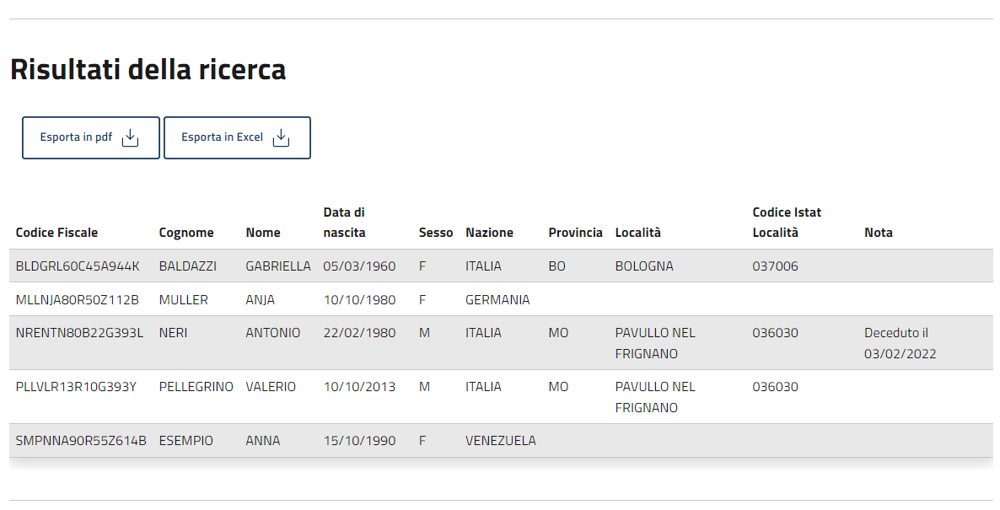 Risultati della ricerca
Esporta in pdf
Esporta in Excel
Codice Fiscale Cognome Nome Data di nascita Sesso Nazione Provincia Località Codice Istat Località Nota
BLDGRL60C45A944K BALDAZZI GABRIELLA 05/03/1960 F ITALIA BO BOLOGNA 037006
MLLNJA80R50Z112B MULLER ANJA 10/10/1980 F GERMANIA
NRENTN80B22G393L NERI ANTONIO 22/02/1980 M ITALIA MO PAVULLO NEL FRIGNANO 036030 Deceduto il 03/02/2022
PLLVLR13R10G393Y PELLEGRINO VALERIO 10/10/2013 M ITALIA MO PAVULLO NEL FRIGNANO 036030
SMPNNA90R55Z614B ESEMPIO ANNA 15/10/1990 F VENEZUELA